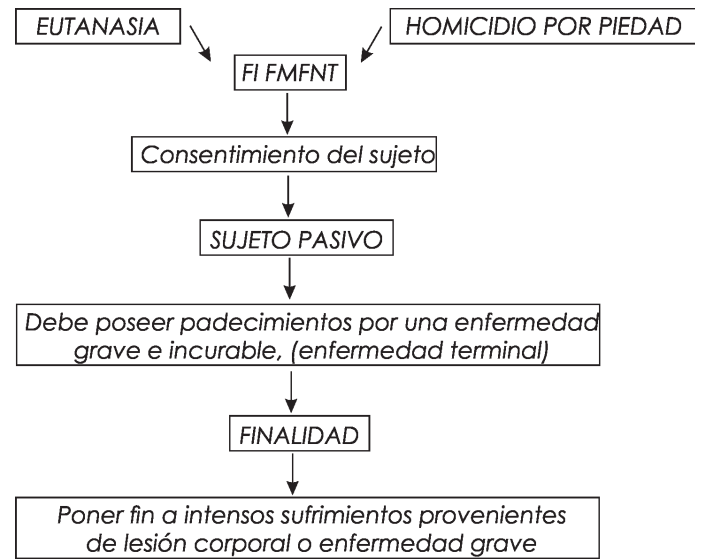 EUTANASIA
HOMICIDIO POR PIEDAD
FI FMFNT
Consentimiento del sujeto
SUJETO PASIVO
Debe poseer padecimientos por una enfermedad
grave e incurable, (enfermedad terminal)
FINALIDAD
Poner fin a intensos sufrimientos provenientes
de lesión corporal o enfermedad grave